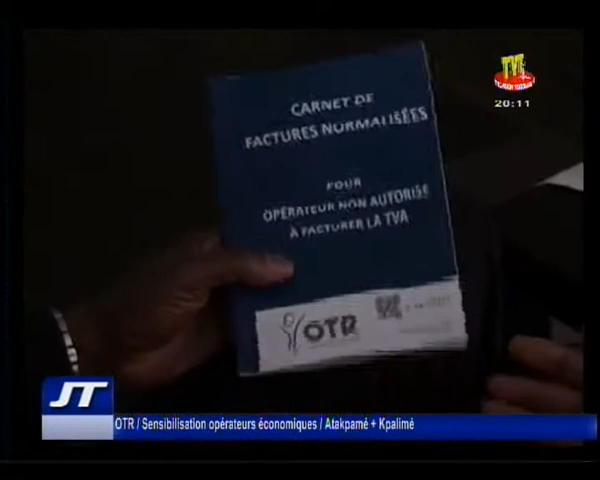 TVT
20:11
CARNET DE
FACTURES NORMALISÉES
POUR
OPÉRATEUR NON AUTORISÉ
À FACTURER LA TVA
OTR
JT
OTR / Sensibilisation opérateurs économiques / Atakpamé + Kpalimé